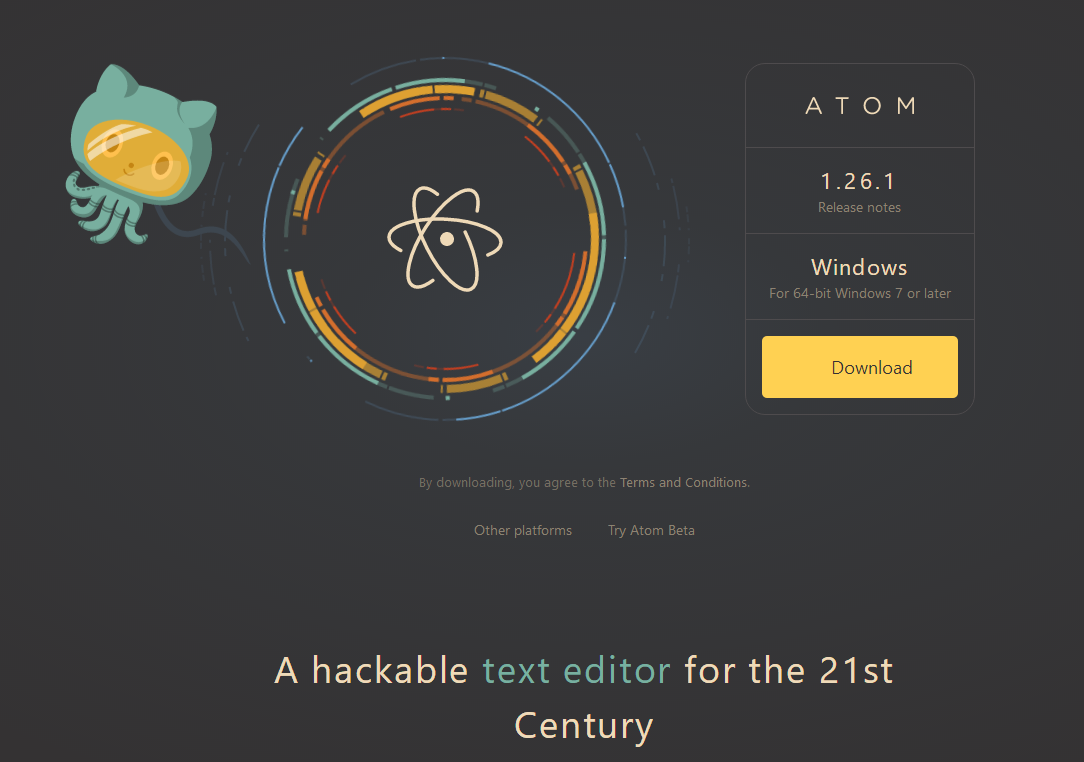 A T O M
1.26.1
Release notes
Windows
For 64-bit Windows 7 or later
Download
By downloading, you agree to the Terms and Conditions.
Other platforms Try Atom Beta
A hackable text editor for the 21st
Century